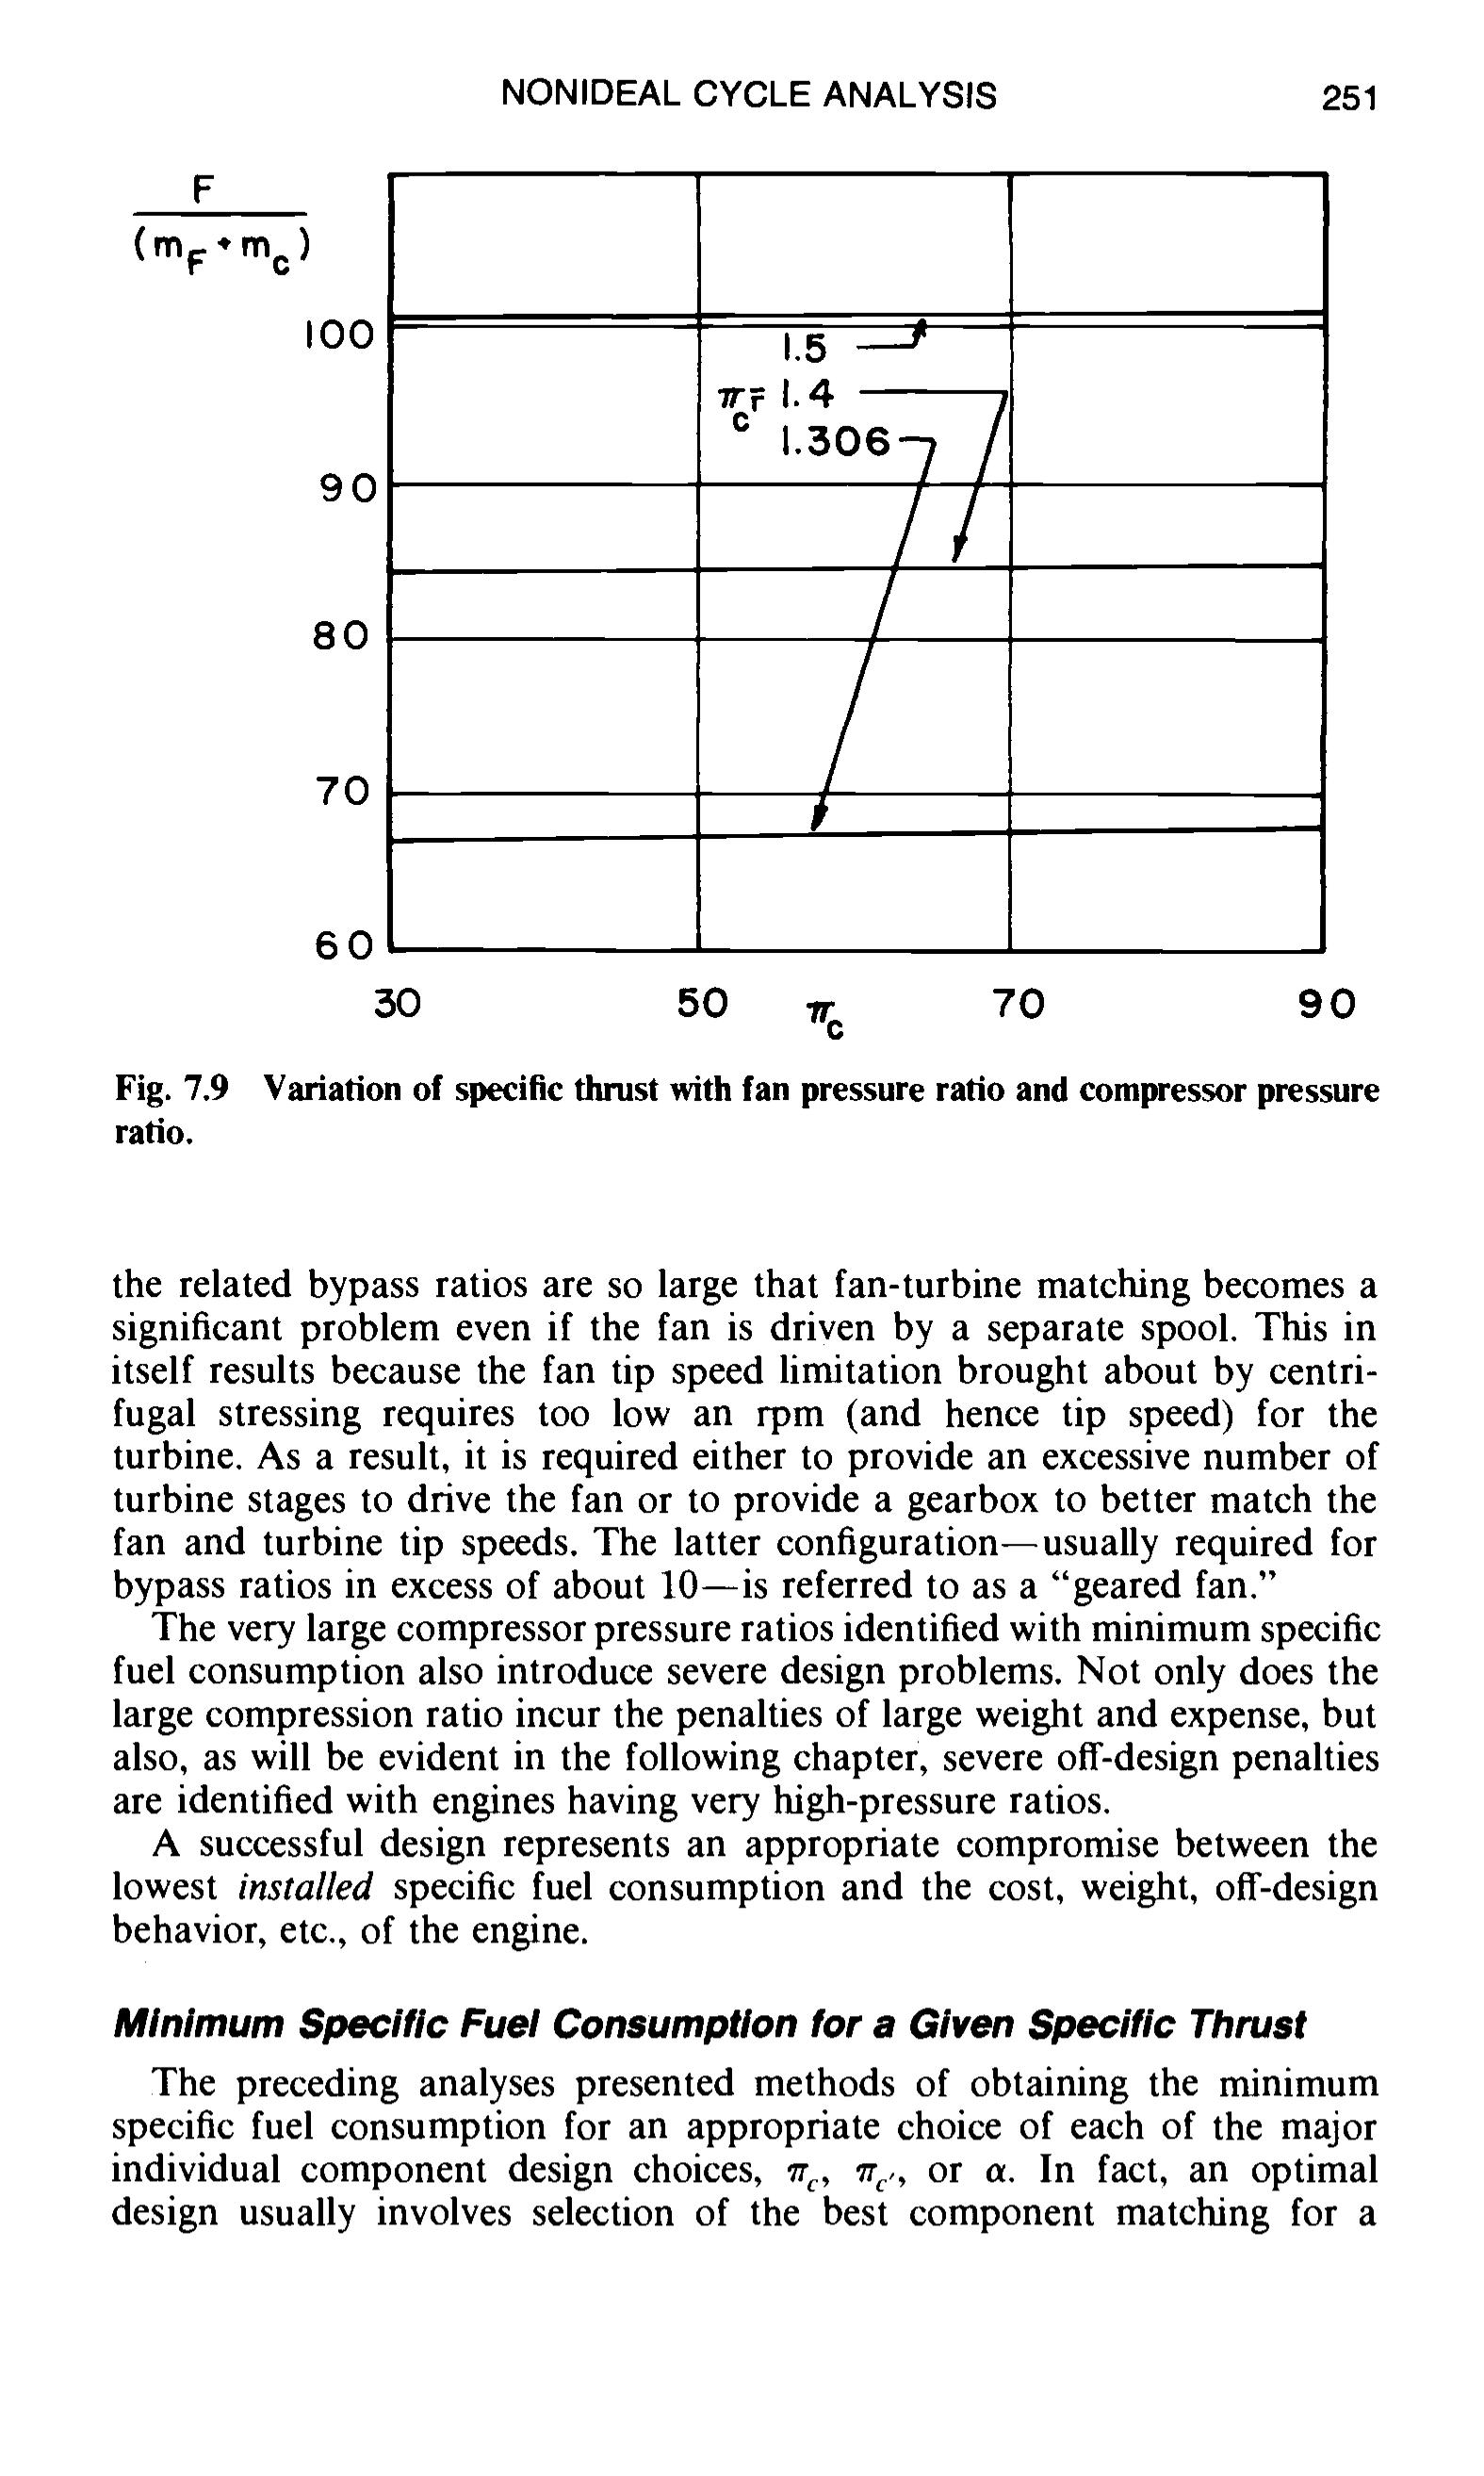 NONIDEAL CYCLE ANALYSIS 251
F
(m_F + m_c)
100
90
80
70
60
1.5
π_c' = 1.4
1.306
30 50 π_c 70 90
Fig. 7.9 Variation of specific thrust with fan pressure ratio and compressor pressure
ratio.
the related bypass ratios are so large that fan-turbine matching becomes a
significant problem even if the fan is driven by a separate spool. This in
itself results because the fan tip speed limitation brought about by centri-
fugal stressing requires too low an rpm (and hence tip speed) for the
turbine. As a result, it is required either to provide an excessive number of
turbine stages to drive the fan or to provide a gearbox to better match the
fan and turbine tip speeds. The latter configuration—usually required for
bypass ratios in excess of about 10—is referred to as a “geared fan.”
The very large compressor pressure ratios identified with minimum specific
fuel consumption also introduce severe design problems. Not only does the
large compression ratio incur the penalties of large weight and expense, but
also, as will be evident in the following chapter, severe off-design penalties
are identified with engines having very high-pressure ratios.
A successful design represents an appropriate compromise between the
lowest installed specific fuel consumption and the cost, weight, off-design
behavior, etc., of the engine.
Minimum Specific Fuel Consumption for a Given Specific Thrust
The preceding analyses presented methods of obtaining the minimum
specific fuel consumption for an appropriate choice of each of the major
individual component design choices, π_c, π_c', or α. In fact, an optimal
design usually involves selection of the best component matching for a